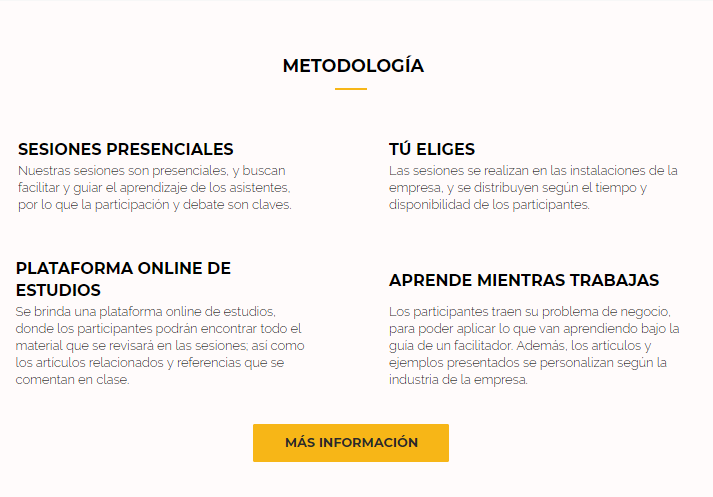 METODOLOGÍA
SESIONES PRESENCIALES
Nuestras sesiones son presenciales, y buscan
facilitar y guiar el aprendizaje de los asistentes,
por lo que la participación y debate son claves.
TÚ ELIGES
Las sesiones se realizan en las instalaciones de la
empresa, y se distribuyen según el tiempo y
disponibilidad de los participantes.
PLATAFORMA ONLINE DE
ESTUDIOS
Se brinda una plataforma online de estudios,
donde los participantes podrán encontrar todo el
material que se revisará en las sesiones; así como
los artículos relacionados y referencias que se
comentan en clase.
APRENDE MIENTRAS TRABAJAS
Los participantes traen su problema de negocio,
para poder aplicar lo que van aprendiendo bajo la
guía de un facilitador. Además, los artículos y
ejemplos presentados se personalizan según la
industria de la empresa.
MÁS INFORMACIÓN